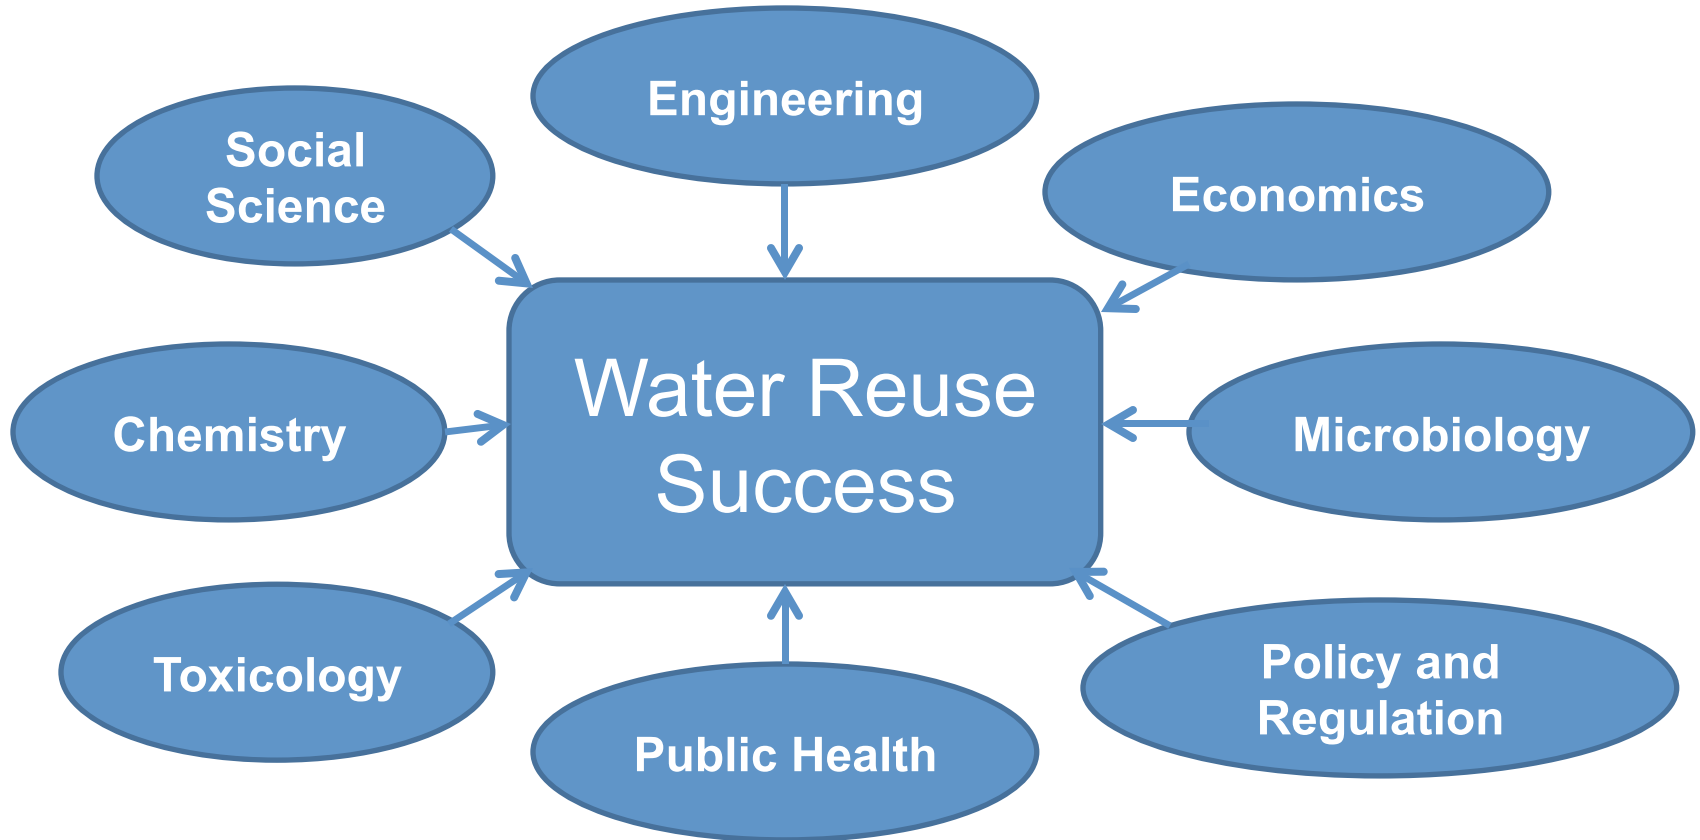 Engineering
Social
Science
Economics
Water Reuse
Success
Chemistry
Microbiology
Toxicology
Policy and
Regulation
Public Health